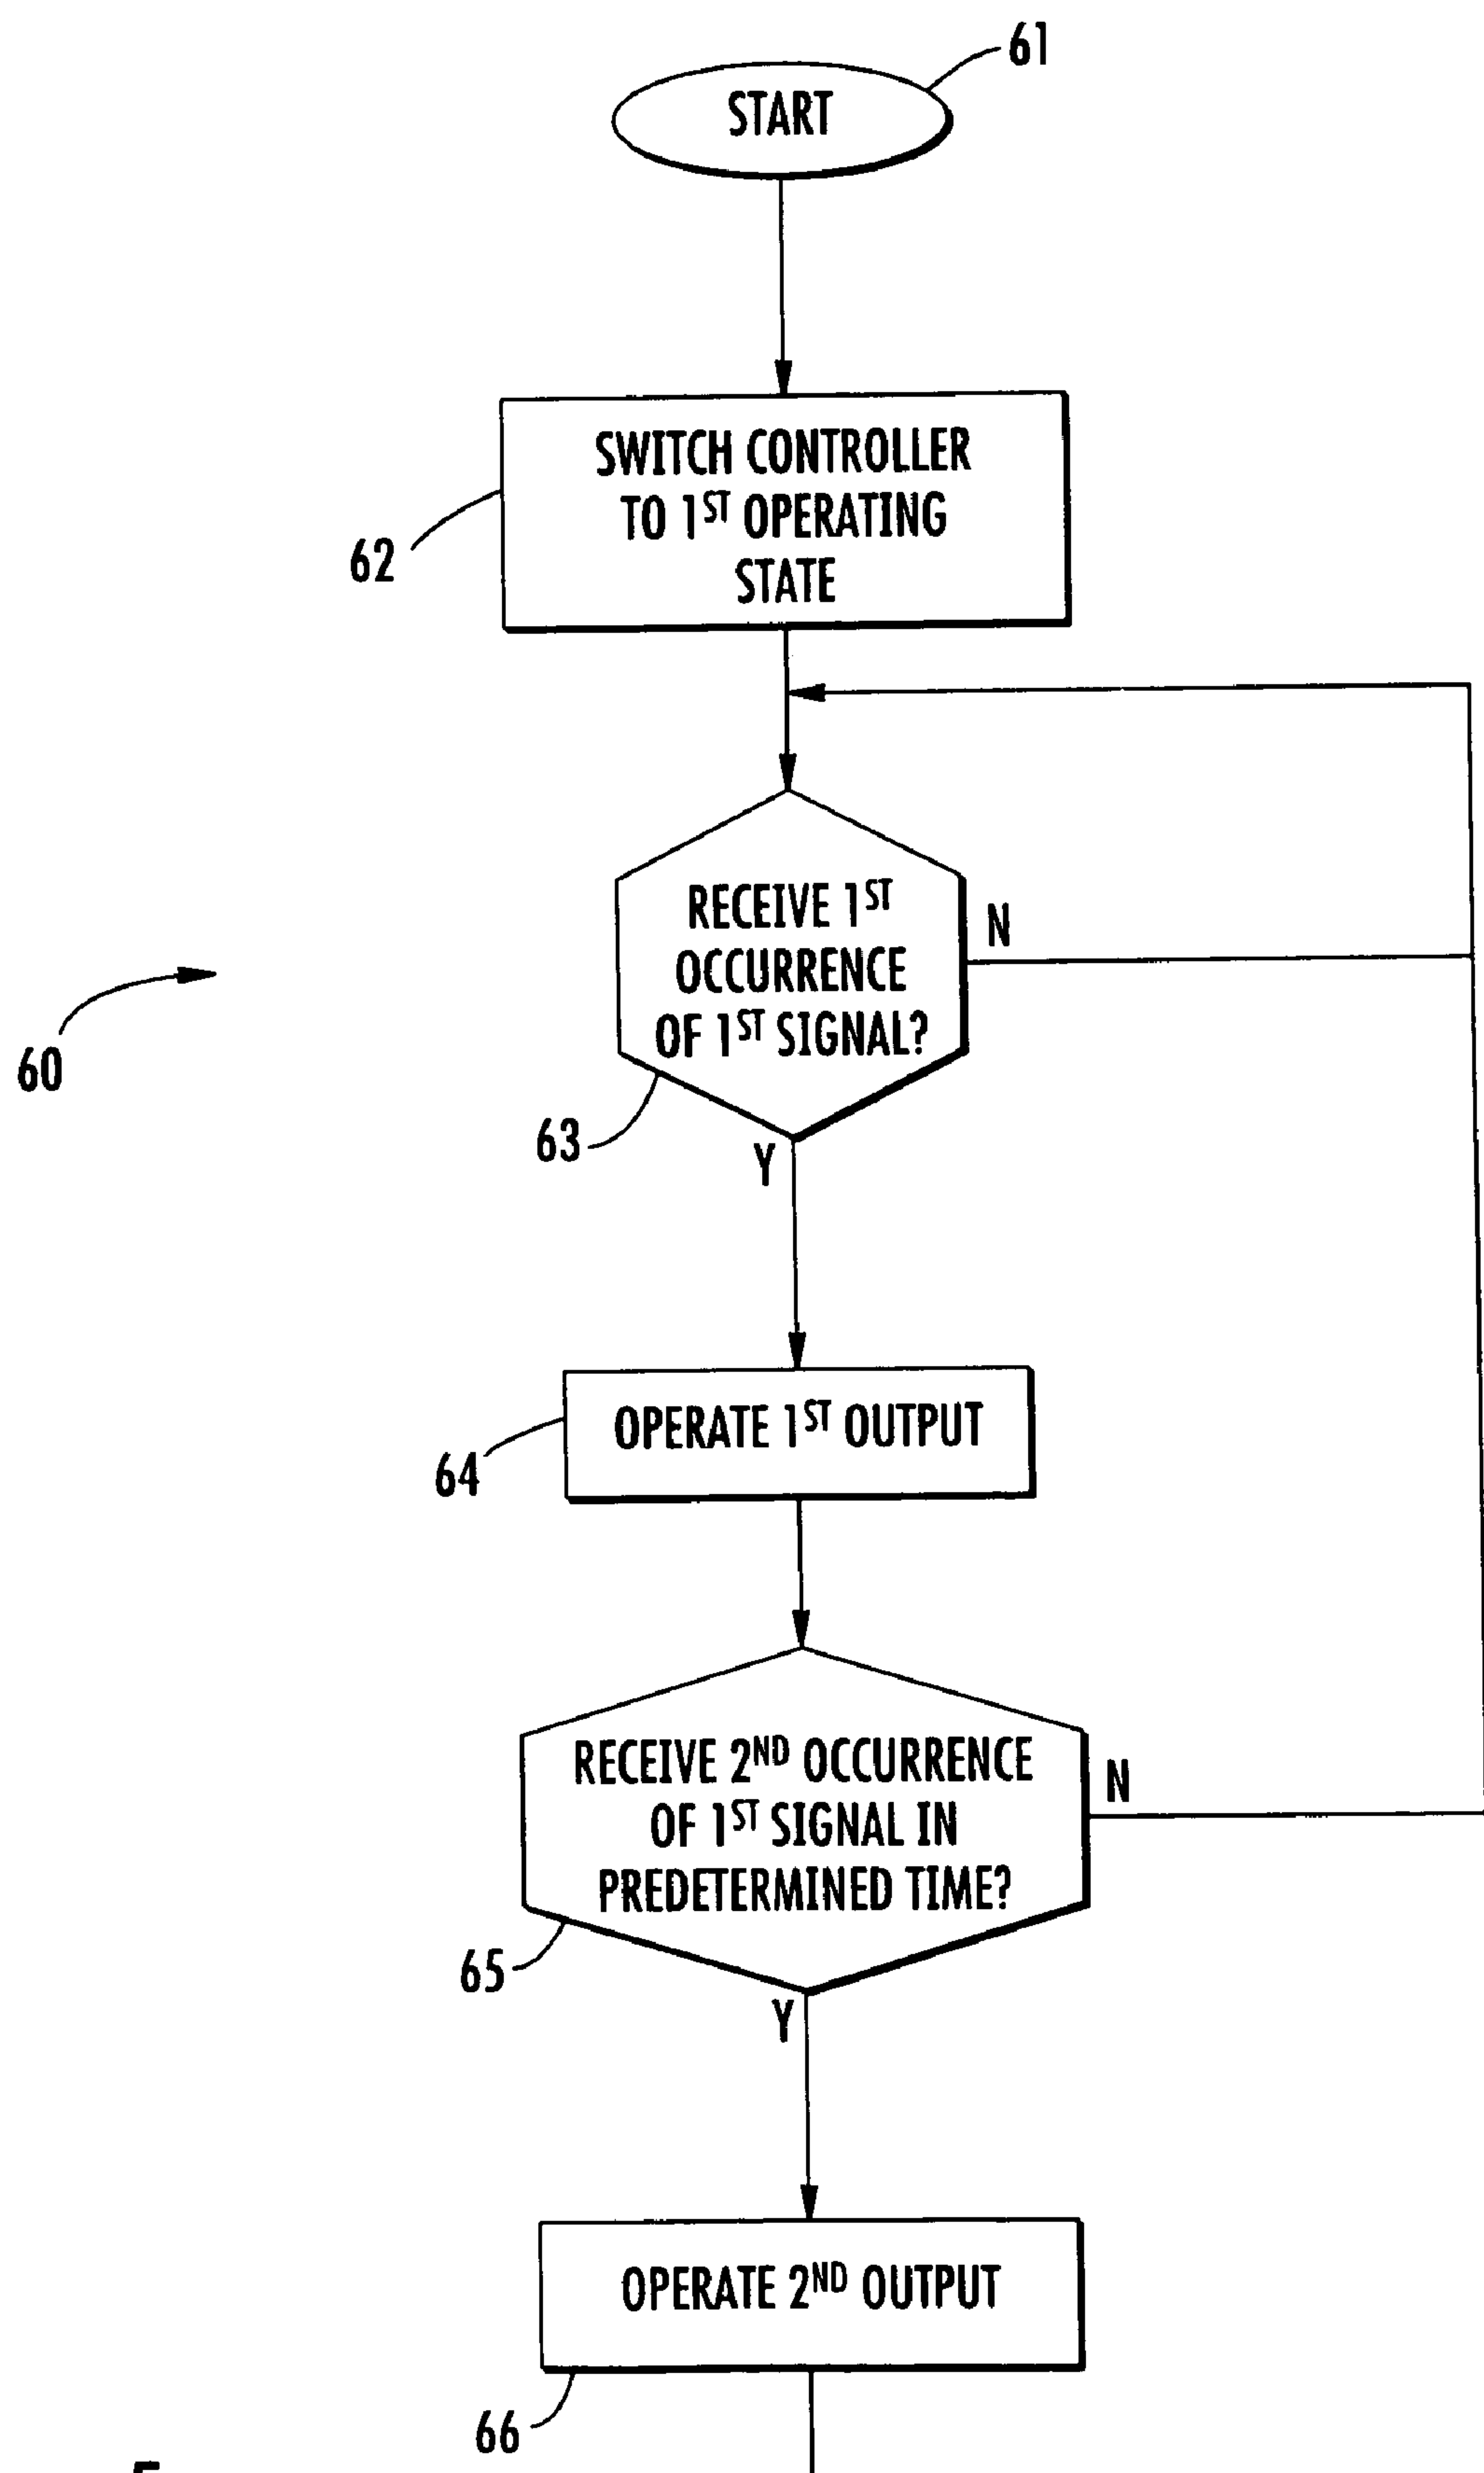 61
START
SWITCH CONTROLLER
TO 1ST OPERATING
STATE
62
RECEIVE 1ST
OCCURRENCE
OF 1ST SIGNAL?
N
60
63
Y
OPERATE 1ST OUTPUT
64
RECEIVE 2ND OCCURRENCE
OF 1ST SIGNAL IN
PREDETERMINED TIME?
N
65
Y
OPERATE 2ND OUTPUT
66